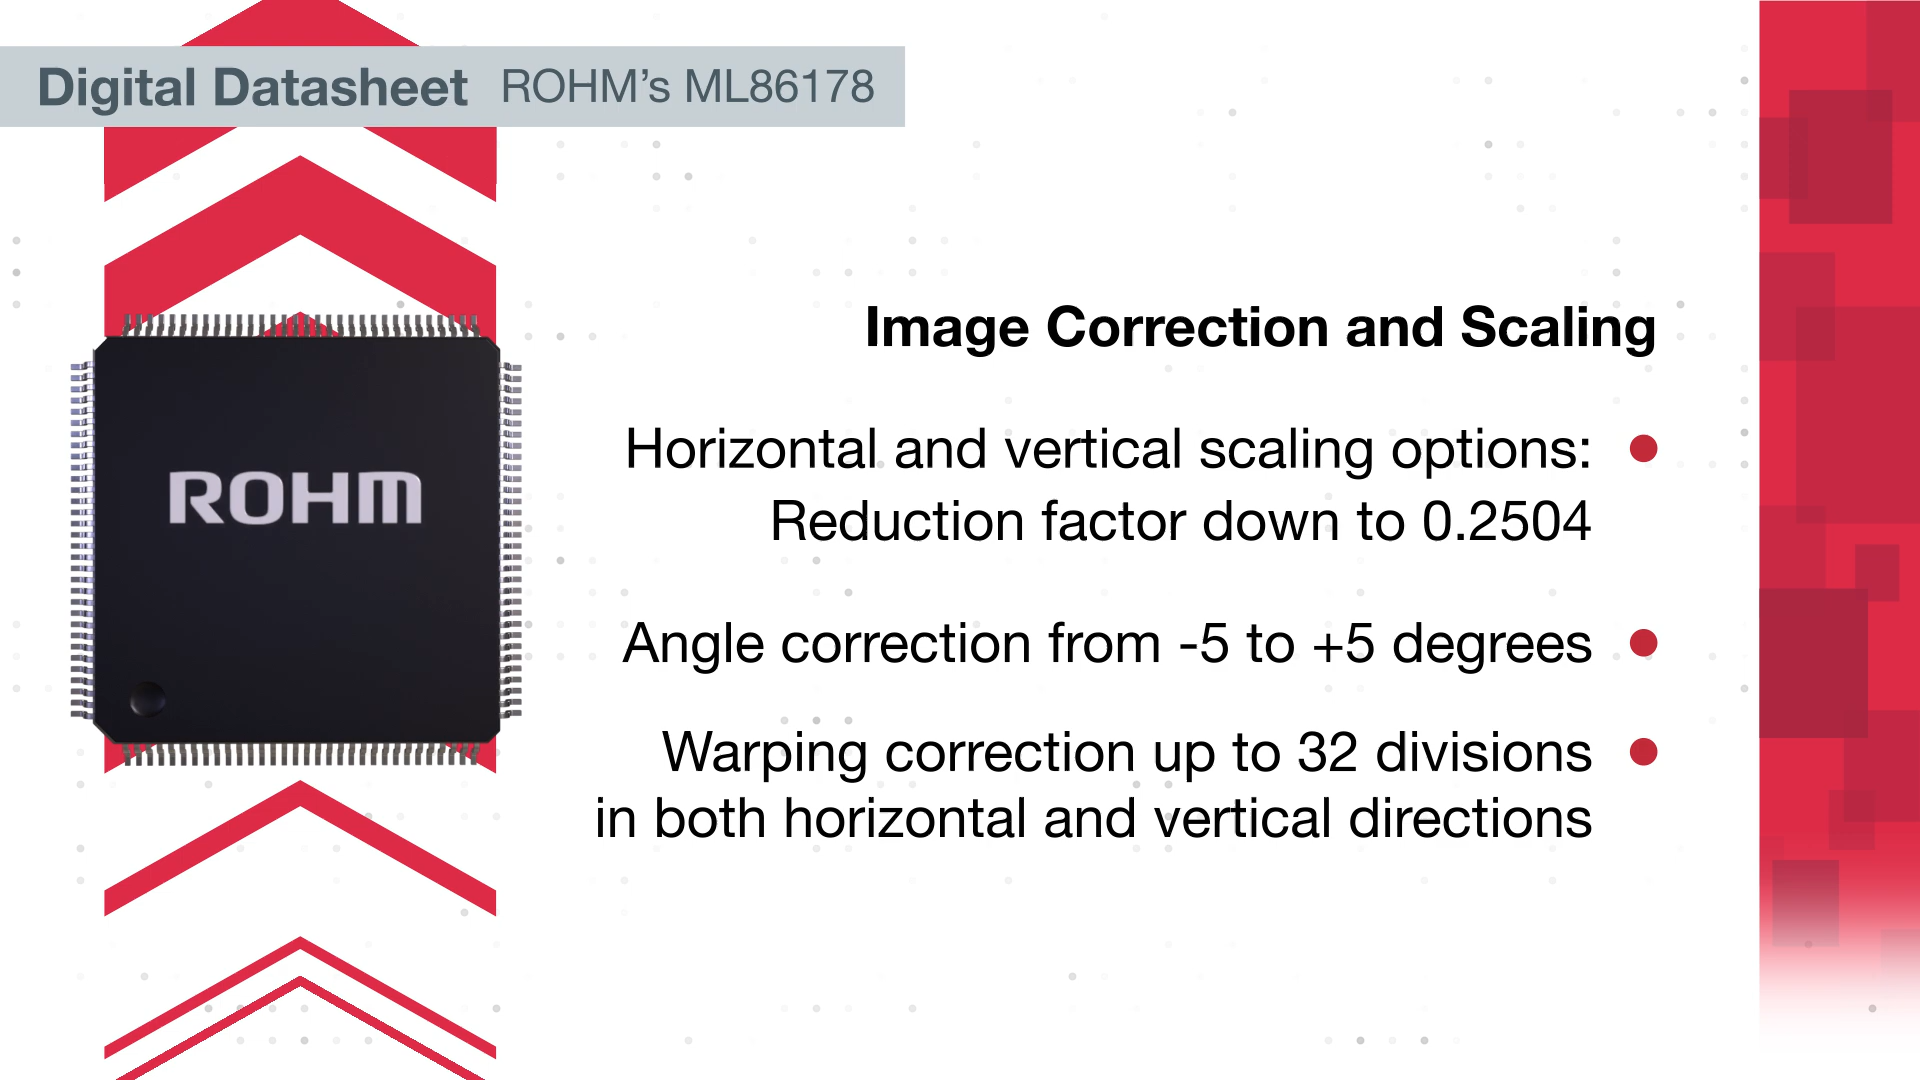 Digital Datasheet ROHM’s ML86178
ROHM
Image Correction and Scaling
Horizontal and vertical scaling options:
Reduction factor down to 0.2504
Angle correction from -5 to +5 degrees
Warping correction up to 32 divisions
in both horizontal and vertical directions